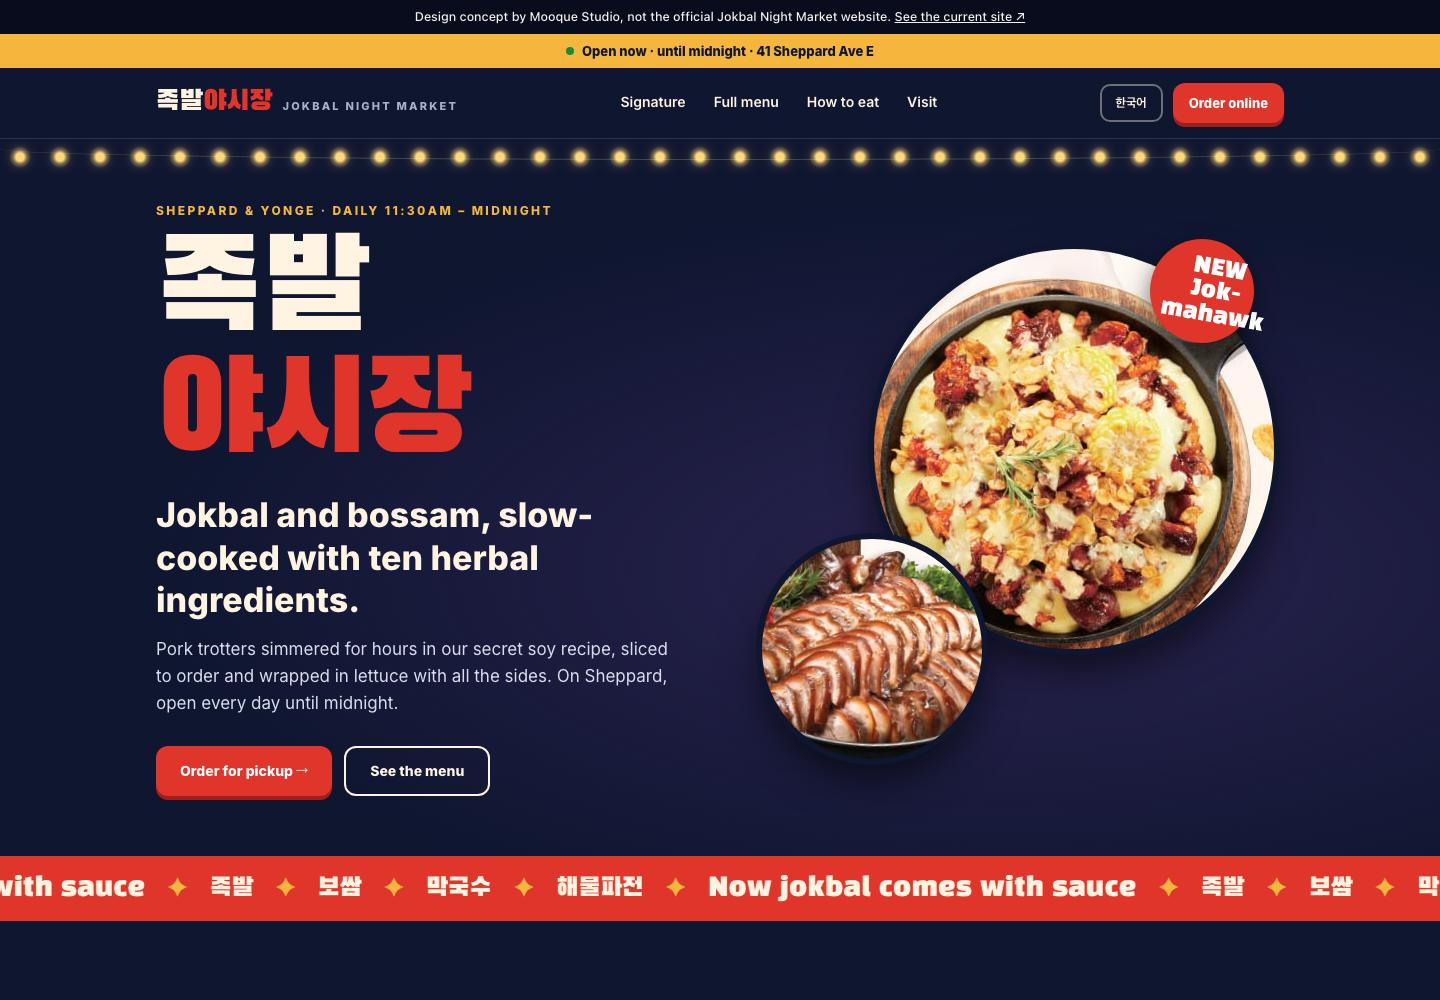 Design concept by Mooque Studio, not the official Jokbal Night Market website. See the current site ↗
Open now · until midnight · 41 Sheppard Ave E
족발야시장 JOKBAL NIGHT MARKET
Signature
Full menu
How to eat
Visit
한국어
Order online
SHEPPARD & YONGE · DAILY 11:30AM – MIDNIGHT
족발
야시장
NEW
Jok-
mahawk
Jokbal and bossam, slow-
cooked with ten herbal
ingredients.
Pork trotters simmered for hours in our secret soy recipe, sliced
to order and wrapped in lettuce with all the sides. On Sheppard,
open every day until midnight.
Order for pickup →
See the menu
with sauce ✦ 족발 ✦ 보쌈 ✦ 막국수 ✦ 해물파전 ✦ Now jokbal comes with sauce ✦ 족발 ✦ 보쌈 ✦ 막